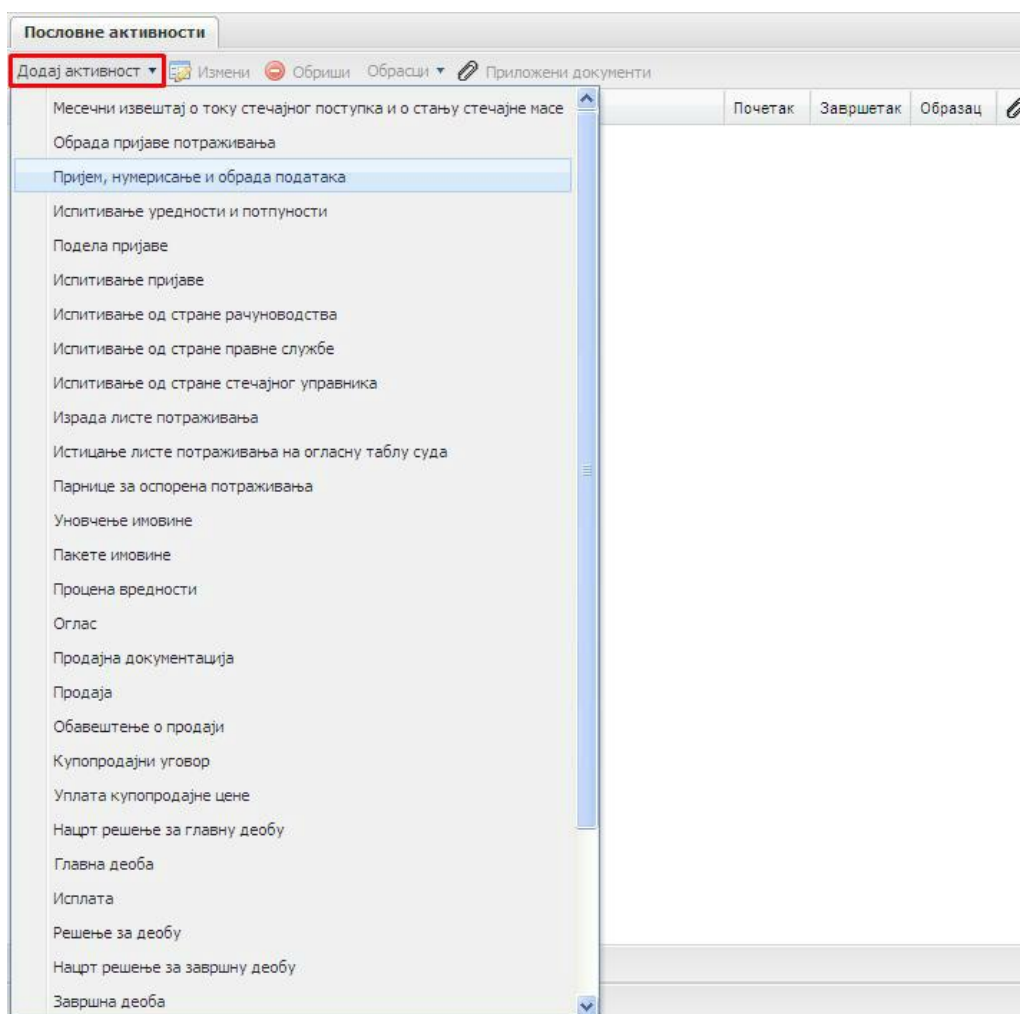 Пословне активности
Додај активност Измени Обриши Обрасци Приложени документи
Почетак Завршетак Образац
Месечни извештај о току стечајног поступка и о стању стечајне масе
Обрада пријаве потраживања
Пријем, нумерисање и обрада података
Испитивање уредности и потпуности
Подела пријаве
Испитивање пријаве
Испитивање од стране рачуноводства
Испитивање од стране правне службе
Испитивање од стране стечајног управника
Израда листе потраживања
Истицање листе потраживања на огласну таблу суда
Парнице за оспорена потраживања
Уновчење имовине
Пакете имовине
Процена вредности
Оглас
Продајна документација
Продаја
Обавештење о продаји
Купопродајни уговор
Уплата купопродајне цене
Нацрт решење за главну деобу
Главна деоба
Исплата
Решење за деобу
Нацрт решење за завршну деобу
Завршна деоба